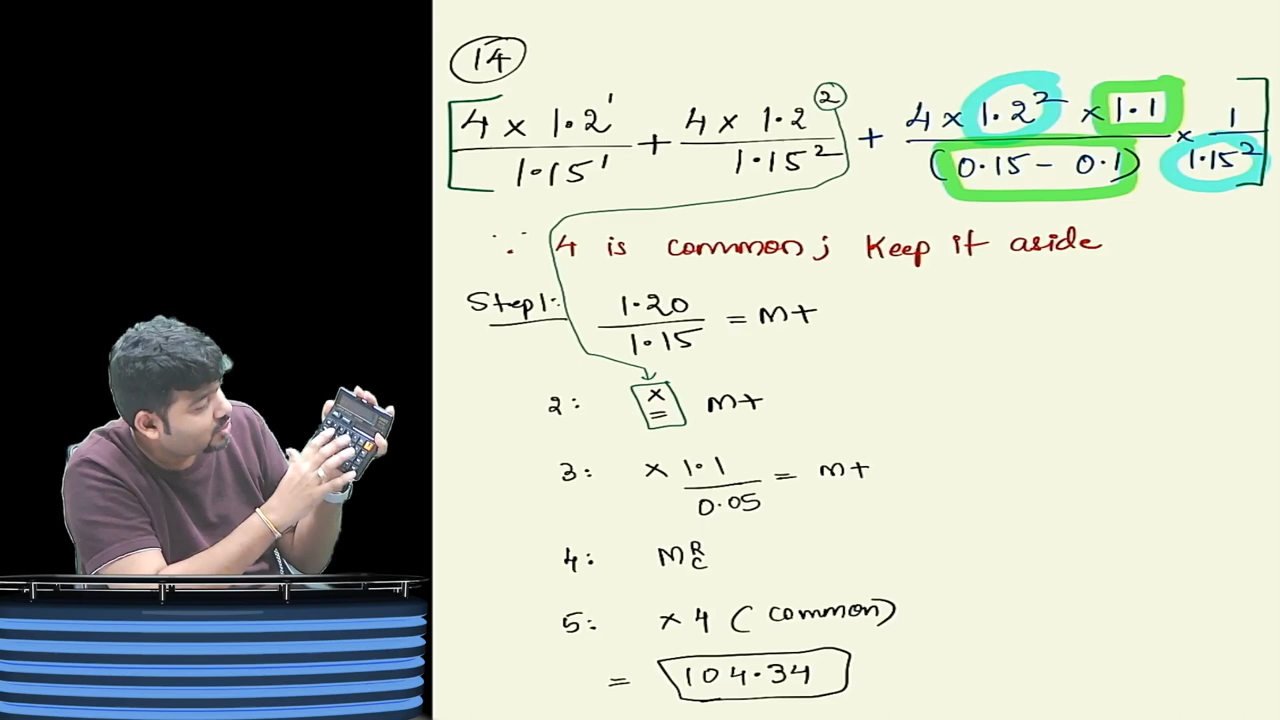 14
[ 4 × 1.2¹ / 1.15¹ + 4 × 1.2² / 1.15² + 4 × 1.2² × 1.1 / (0.15 - 0.1) × 1 / 1.15² ]
∵ 4 is common; Keep it aside
Step1: 1.20 / 1.15 = m+
2: × = m+
3: × 1.1 / 0.05 = m+
4: MRC
5: × 4 (common)
= 104.34